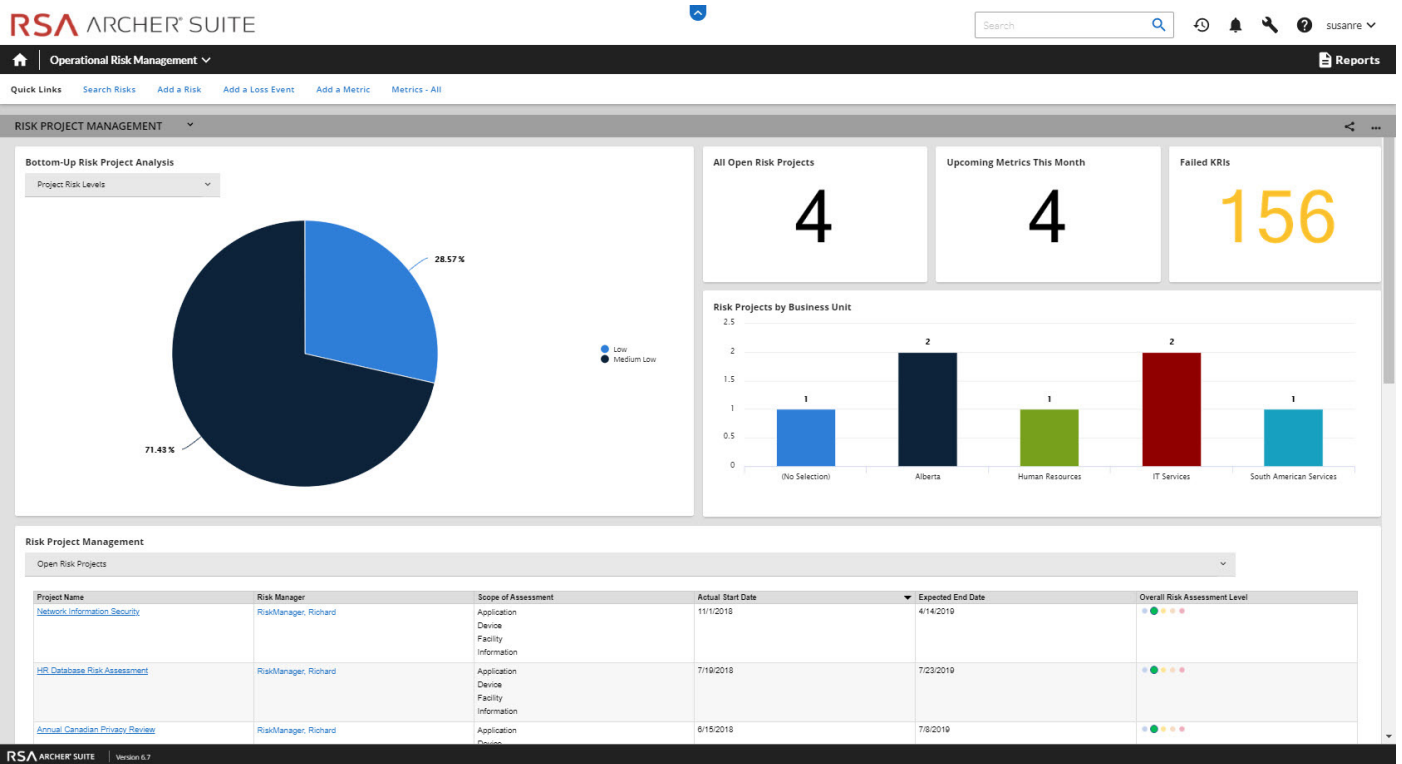 RSA ARCHER® SUITE
Search
susanre
Operational Risk Management
Reports
Quick Links Search Risks Add a Risk Add a Loss Event Add a Metric Metrics - All
RISK PROJECT MANAGEMENT
Bottom-Up Risk Project Analysis
Project Risk Levels
28.57 %
71.43 %
Low
Medium Low
All Open Risk Projects
4
Upcoming Metrics This Month
4
Failed KRIs
156
Risk Projects by Business Unit
2.5
2
1.5
1
0.5
0
1
2
1
2
1
(No Selection) Alberta Human Resources IT Services South American Services
Risk Project Management
Open Risk Projects
Project Name Risk Manager Scope of Assessment Actual Start Date Expected End Date Overall Risk Assessment Level
Network Information Security RiskManager, Richard Application 11/1/2018 4/14/2019
Device
Facility
Information
HR Database Risk Assessment RiskManager, Richard Application 7/19/2018 7/23/2019
Device
Facility
Information
Annual Canadian Privacy Review RiskManager, Richard Application 6/15/2018 7/8/2019
Device
RSA ARCHER® SUITE Version 6.7